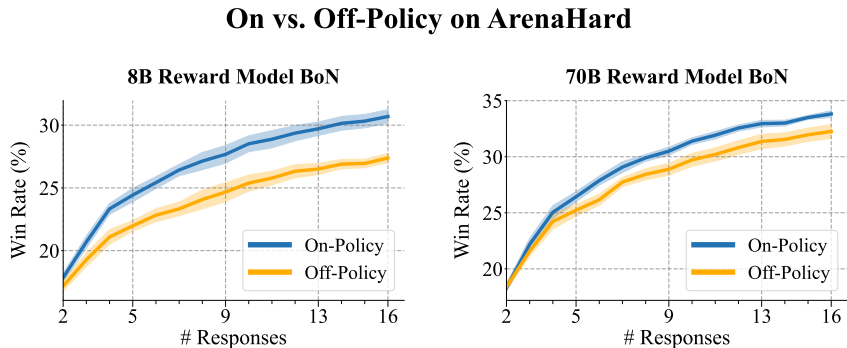 On vs. Off-Policy on ArenaHard
8B Reward Model BoN
Win Rate (%)
30
25
20
2
5
9
13
16
# Responses
On-Policy
Off-Policy
70B Reward Model BoN
Win Rate (%)
35
30
25
20
2
5
9
13
16
# Responses
On-Policy
Off-Policy